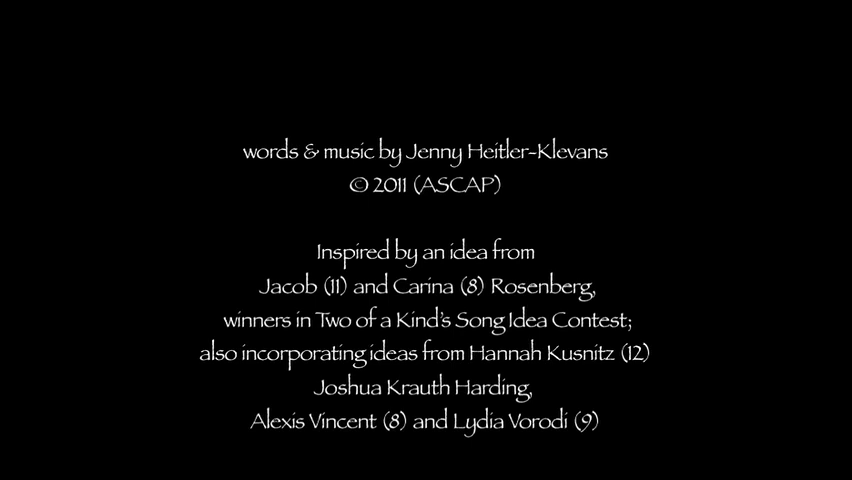 words & music by Jenny Heitler-Klevans
© 2011 (ASCAP)
Inspired by an idea from
Jacob (11) and Carina (8) Rosenberg,
winners in Two of a Kind's Song Idea Contest;
also incorporating ideas from Hannah Kusnitz (12)
Joshua Krauth Harding,
Alexis Vincent (8) and Lydia Vorodi (9)